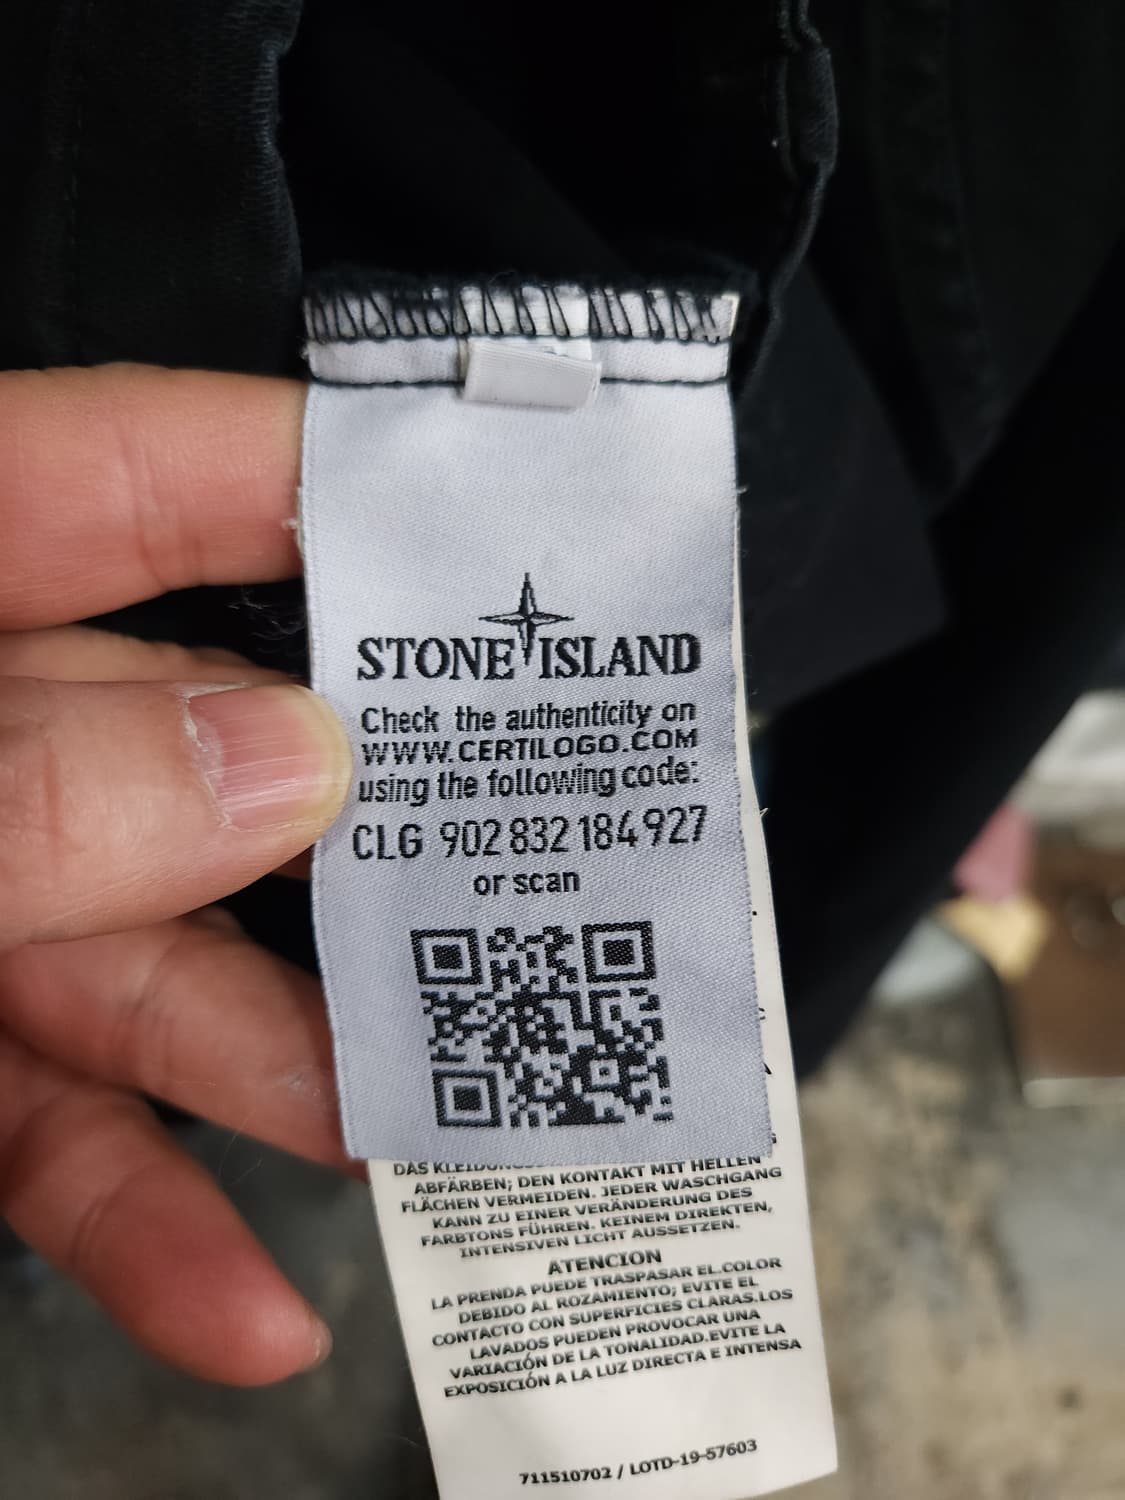 STONE ISLAND
Check the authenticity on
WWW.CERTILOGO.COM
using the following code:
CLG 902 832 184 927
or scan
DAS
ABFÄRBEN; DEN KONTAKT MIT HELLEN
FLÄCHEN VERMEIDEN. JEDER WASCHGANG
KANN ZU EINER VERÄNDERUNG DES
FARBTONS FÜHREN. KEINEM DIREKTEN,
INTENSIVEN LICHT AUSSETZEN.
ATENCION
LA PRENDA PUEDE TRASPASAR EL.COLOR
DEBIDO AL ROZAMIENTO; EVITE EL
CONTACTO CON SUPERFICIES CLARAS.LOS
LAVADOS PUEDEN PROVOCAR UNA
VARIACIÓN DE LA TONALIDAD.EVITE LA
EXPOSICIÓN A LA LUZ DIRECTA E INTENSA
711510702 / LOTD-19-57603